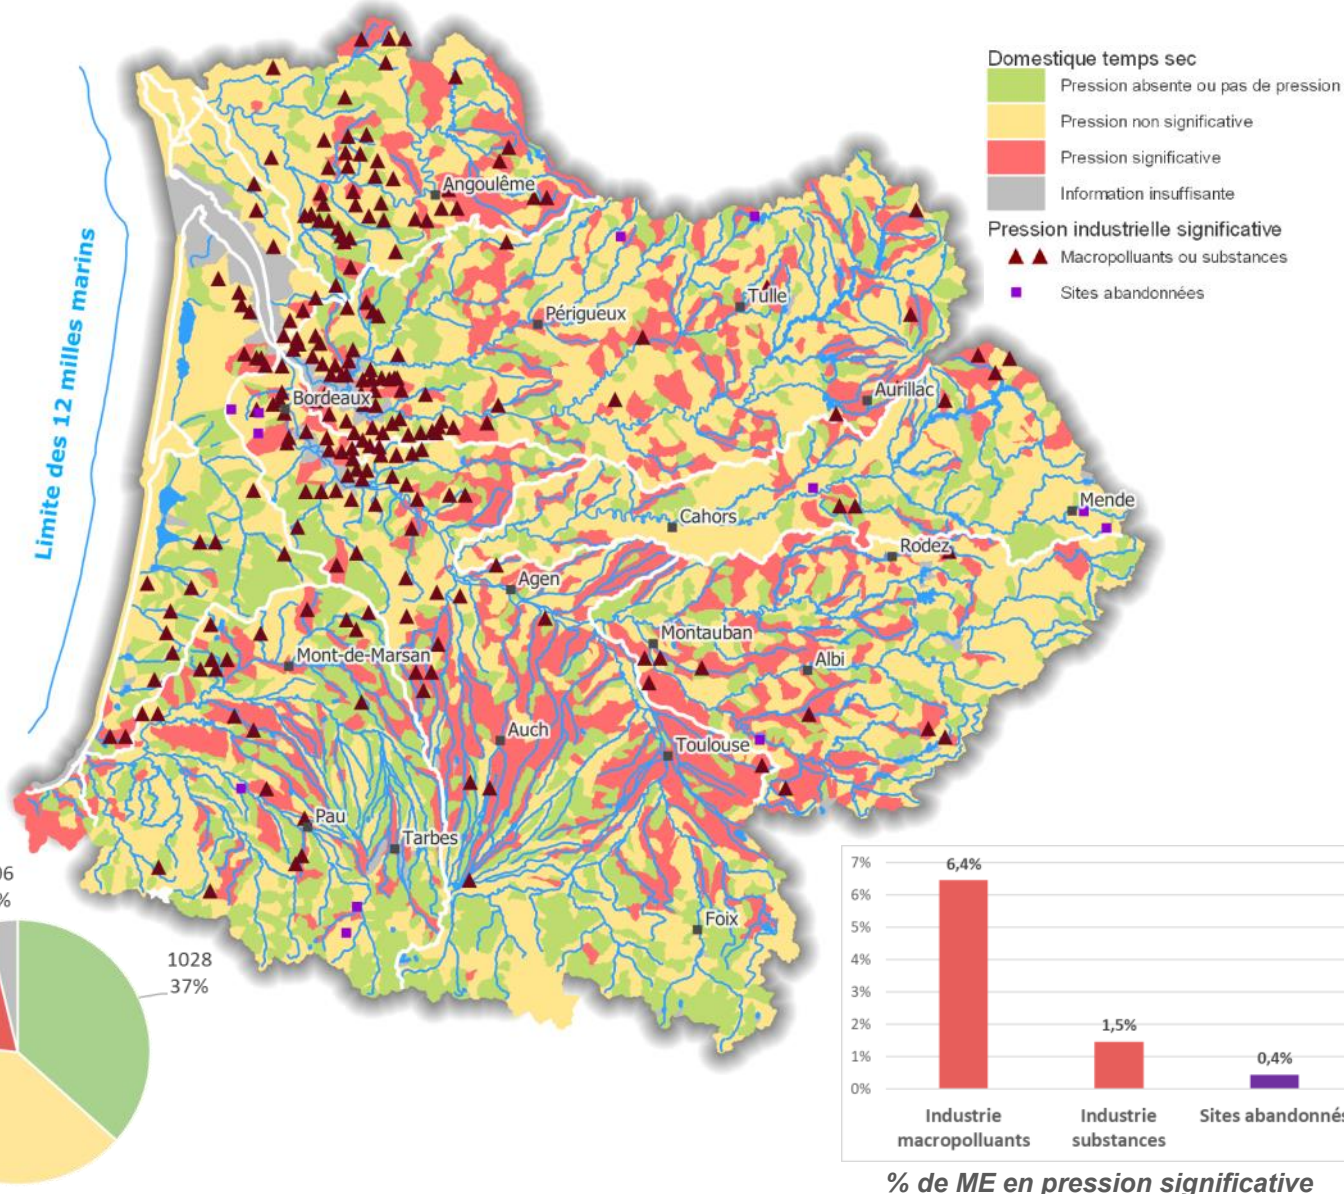 Domestique temps sec
Pression absente ou pas de pression
Pression non significative
Pression significative
Information insuffisante
Pression industrielle significative
Macropolluants ou substances
Sites abandonnées
Limite des 12 milles marins
Angoulême
Périgueux
Tulle
Bordeaux
Aurillac
Mende
Cahors
Rodez
Agen
Montauban
Albi
Mont-de-Marsan
Auch
Toulouse
Pau
Tarbes
Foix
%
1028
37%
7%
6%
5%
4%
3%
2%
1%
0%
6,4%
1,5%
0,4%
Industrie
macropolluants
Industrie
substances
Sites abandonnés
% de ME en pression significative